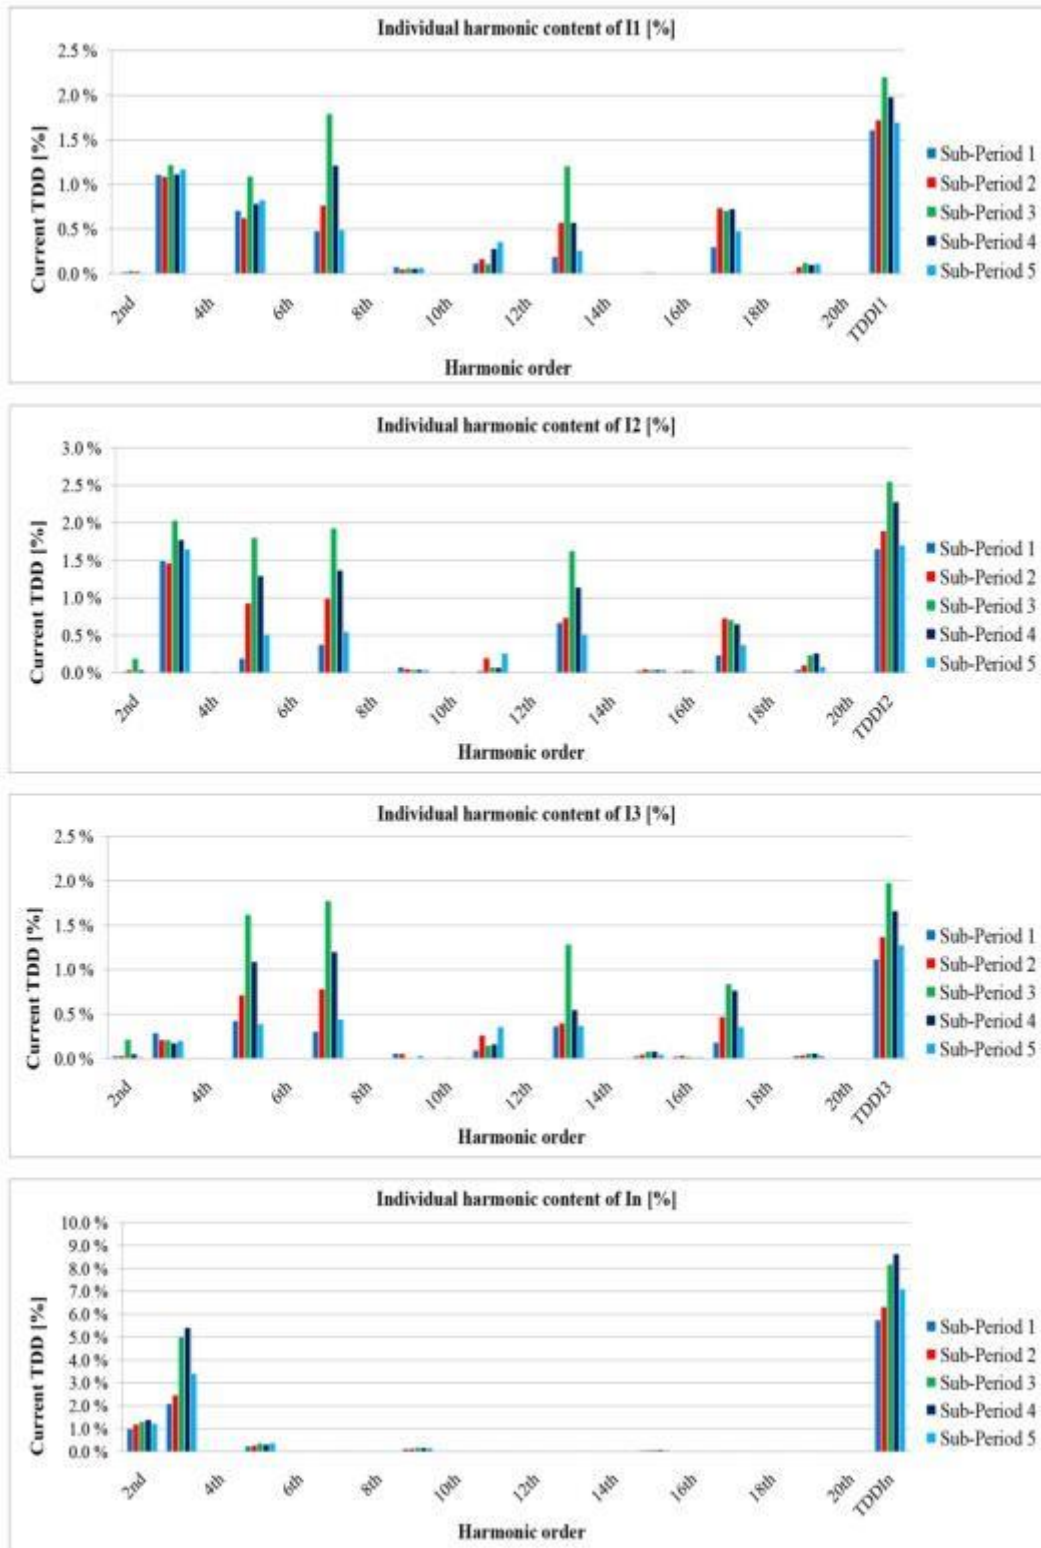 Individual harmonic content of I1 [%]
Current TDD [%]
2.5 %
2.0 %
1.5 %
1.0 %
0.5 %
0.0 %
2nd 4th 6th 8th 10th 12th 14th 16th 18th 20th TDDI1
Harmonic order
Sub-Period 1
Sub-Period 2
Sub-Period 3
Sub-Period 4
Sub-Period 5
Individual harmonic content of I2 [%]
Current TDD [%]
3.0 %
2.5 %
2.0 %
1.5 %
1.0 %
0.5 %
0.0 %
2nd 4th 6th 8th 10th 12th 14th 16th 18th 20th TDDI2
Harmonic order
Sub-Period 1
Sub-Period 2
Sub-Period 3
Sub-Period 4
Sub-Period 5
Individual harmonic content of I3 [%]
Current TDD [%]
2.5 %
2.0 %
1.5 %
1.0 %
0.5 %
0.0 %
2nd 4th 6th 8th 10th 12th 14th 16th 18th 20th TDDI3
Harmonic order
Sub-Period 1
Sub-Period 2
Sub-Period 3
Sub-Period 4
Sub-Period 5
Individual harmonic content of In [%]
Current TDD [%]
10.0 %
9.0 %
8.0 %
7.0 %
6.0 %
5.0 %
4.0 %
3.0 %
2.0 %
1.0 %
0.0 %
2nd 4th 6th 8th 10th 12th 14th 16th 18th 20th TDDIn
Harmonic order
Sub-Period 1
Sub-Period 2
Sub-Period 3
Sub-Period 4
Sub-Period 5